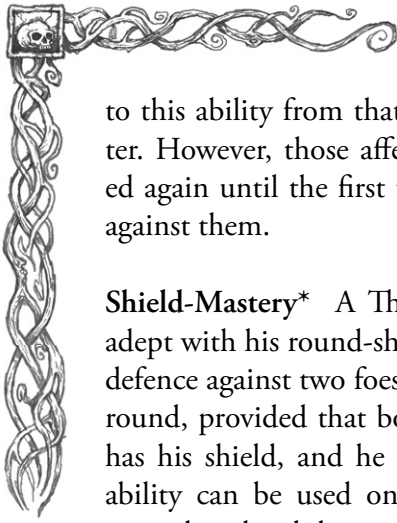 to this ability from that
ter. However, those affe
ed again until the first
against them.
Shield-Mastery* A Th
adept with his round-sh
defence against two foes
round, provided that bo
has his shield, and he
ability can be used on